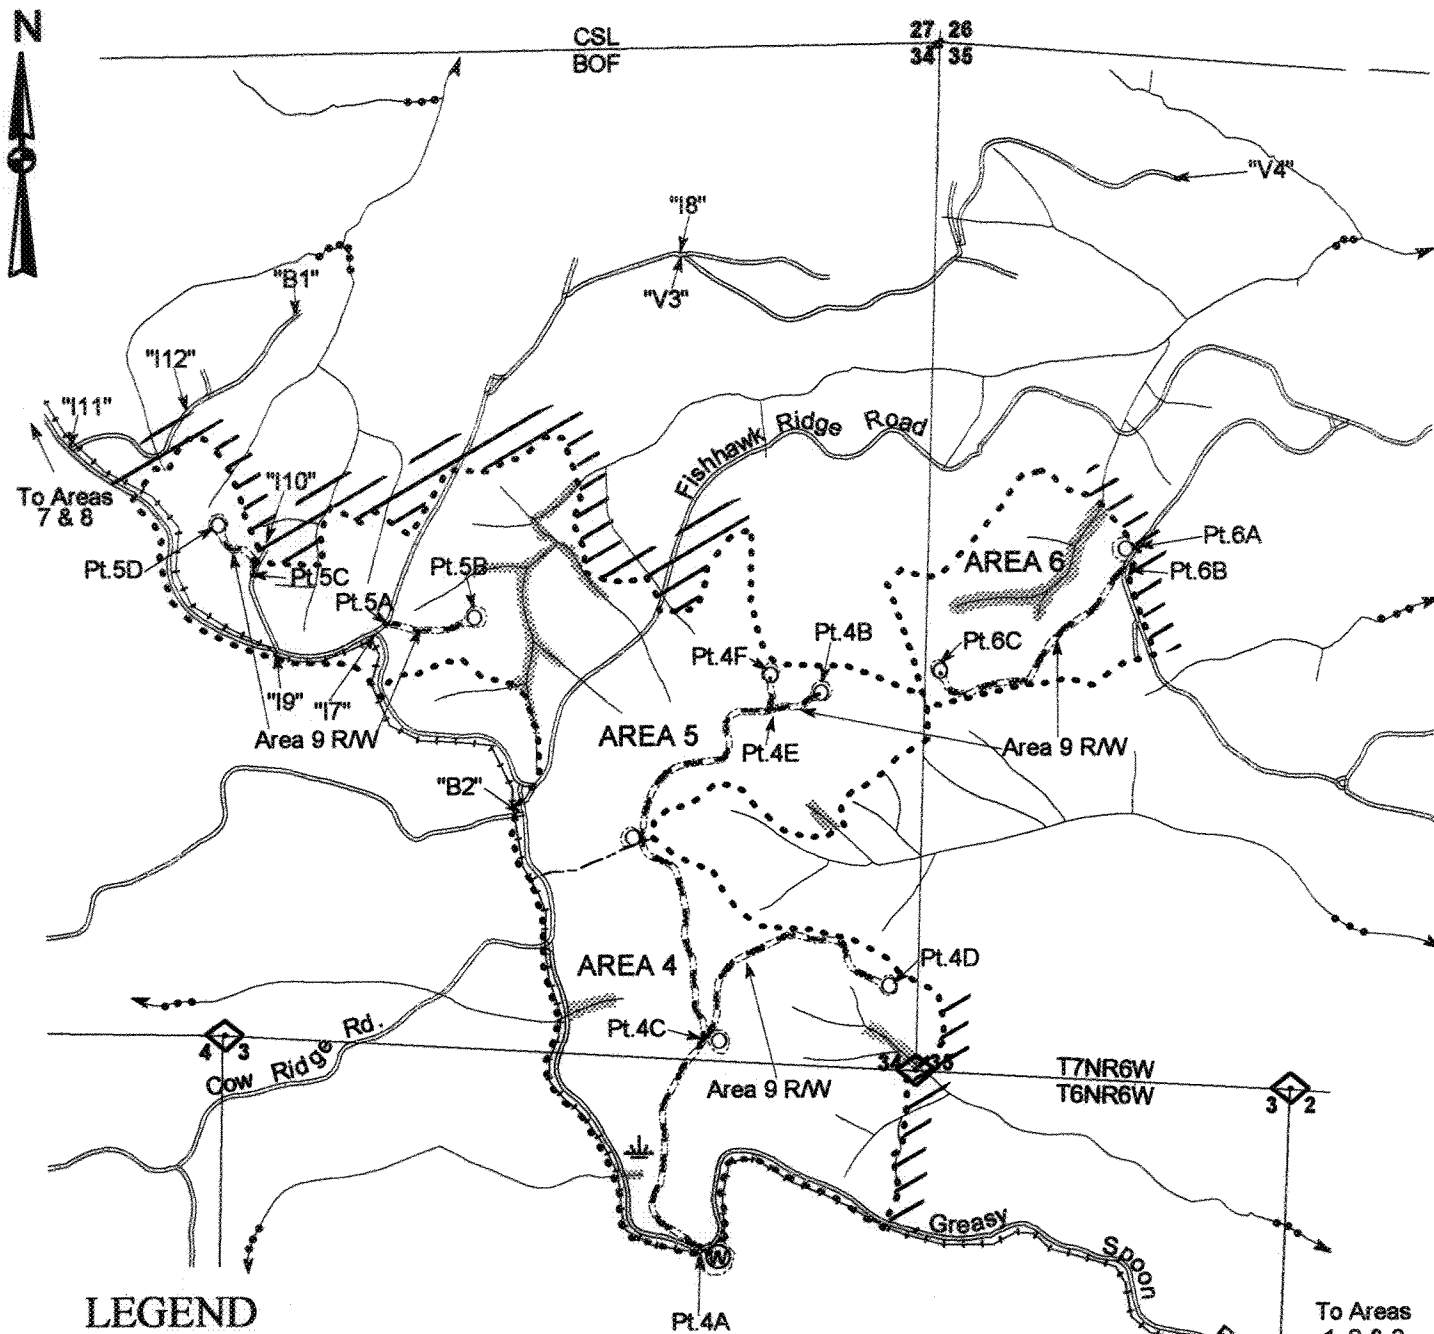 N
CSL
BOF
27 26
34 35
"V4"
"I8"
"B1"
"V3"
"I12"
"I11"
Fishhawk Ridge Road
"I10"
To Areas
7 & 8
Pt.5D
Pt.5C
Pt.5B
Pt.5A
AREA 6
Pt.6A
Pt.6B
Pt.4B
Pt.4F
Pt.6C
"I9"
"I7"
Area 9 R/W
AREA 5
Pt.4E
Area 9 R/W
"B2"
AREA 4
Pt.4D
Pt.4C
4 3
Cow Ridge Rd.
34 35
T7NR6W
T6NR6W
Area 9 R/W
3 2
Greasy Spoon
W
LEGEND
Pt.4A
To Areas